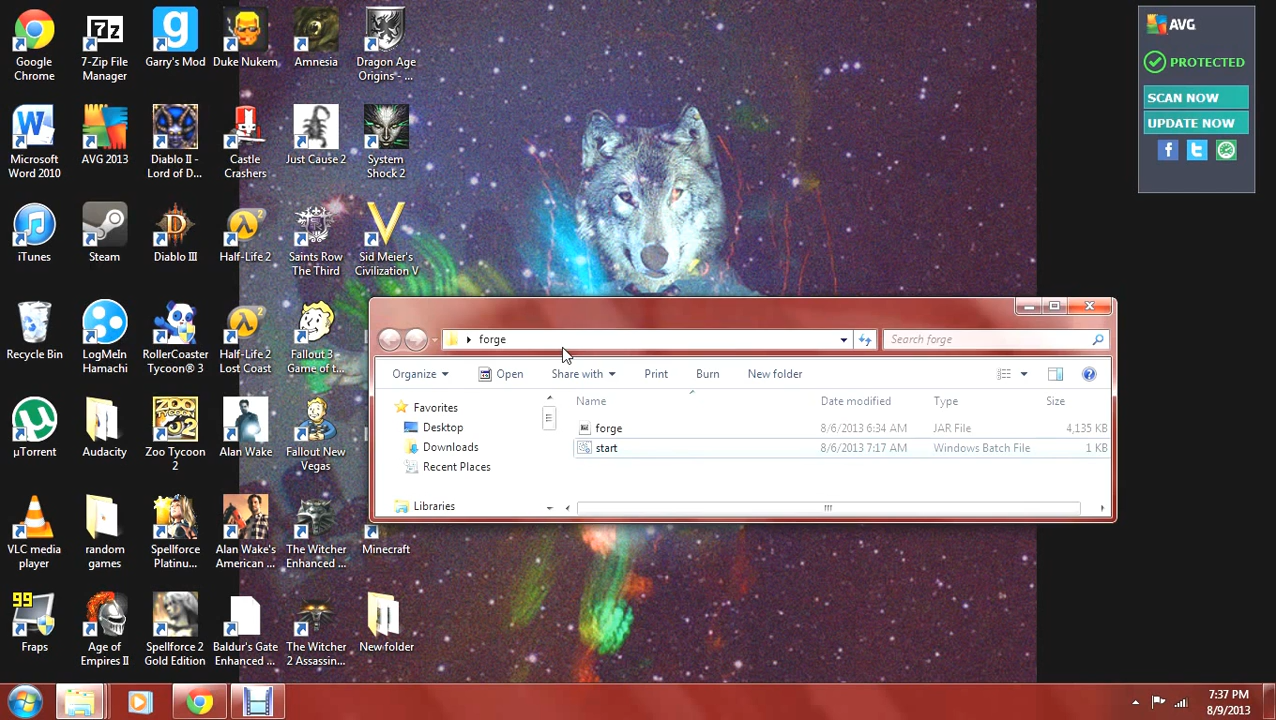 Google
Chrome
7-Zip File
Manager
Garry's Mod
Duke Nukem
Amnesia
Dragon Age
Origins - ...
Microsoft
Word 2010
AVG 2013
Diablo II -
Lord of D...
Castle
Crashers
Just Cause 2
System
Shock 2
iTunes
Steam
Diablo III
Half-Life 2
Saints Row
The Third
Sid Meier's
Civilization V
Recycle Bin
LogMeIn
Hamachi
RollerCoaster
Tycoon® 3
Half-Life 2
Lost Coast
Fallout 3 -
Game of t...
µTorrent
Audacity
Zoo Tycoon
2
Alan Wake
Fallout New
Vegas
VLC media
player
random
games
Spellforce
Platinu...
Alan Wake's
American ...
The Witcher
Enhanced ...
Minecraft
99
Fraps
Age of
Empires II
Spellforce 2
Gold Edition
Baldur's Gate
Enhanced ...
The Witcher
2 Assassin...
New folder
AVG
PROTECTED
SCAN NOW
UPDATE NOW
forge
Search forge
Organize Open Share with Print Burn New folder
Favorites
Desktop
Downloads
Recent Places
Libraries
Name Date modified Type Size
forge 8/6/2013 6:34 AM JAR File 4,135 KB
start 8/6/2013 7:17 AM Windows Batch File 1 KB
7:37 PM
8/9/2013